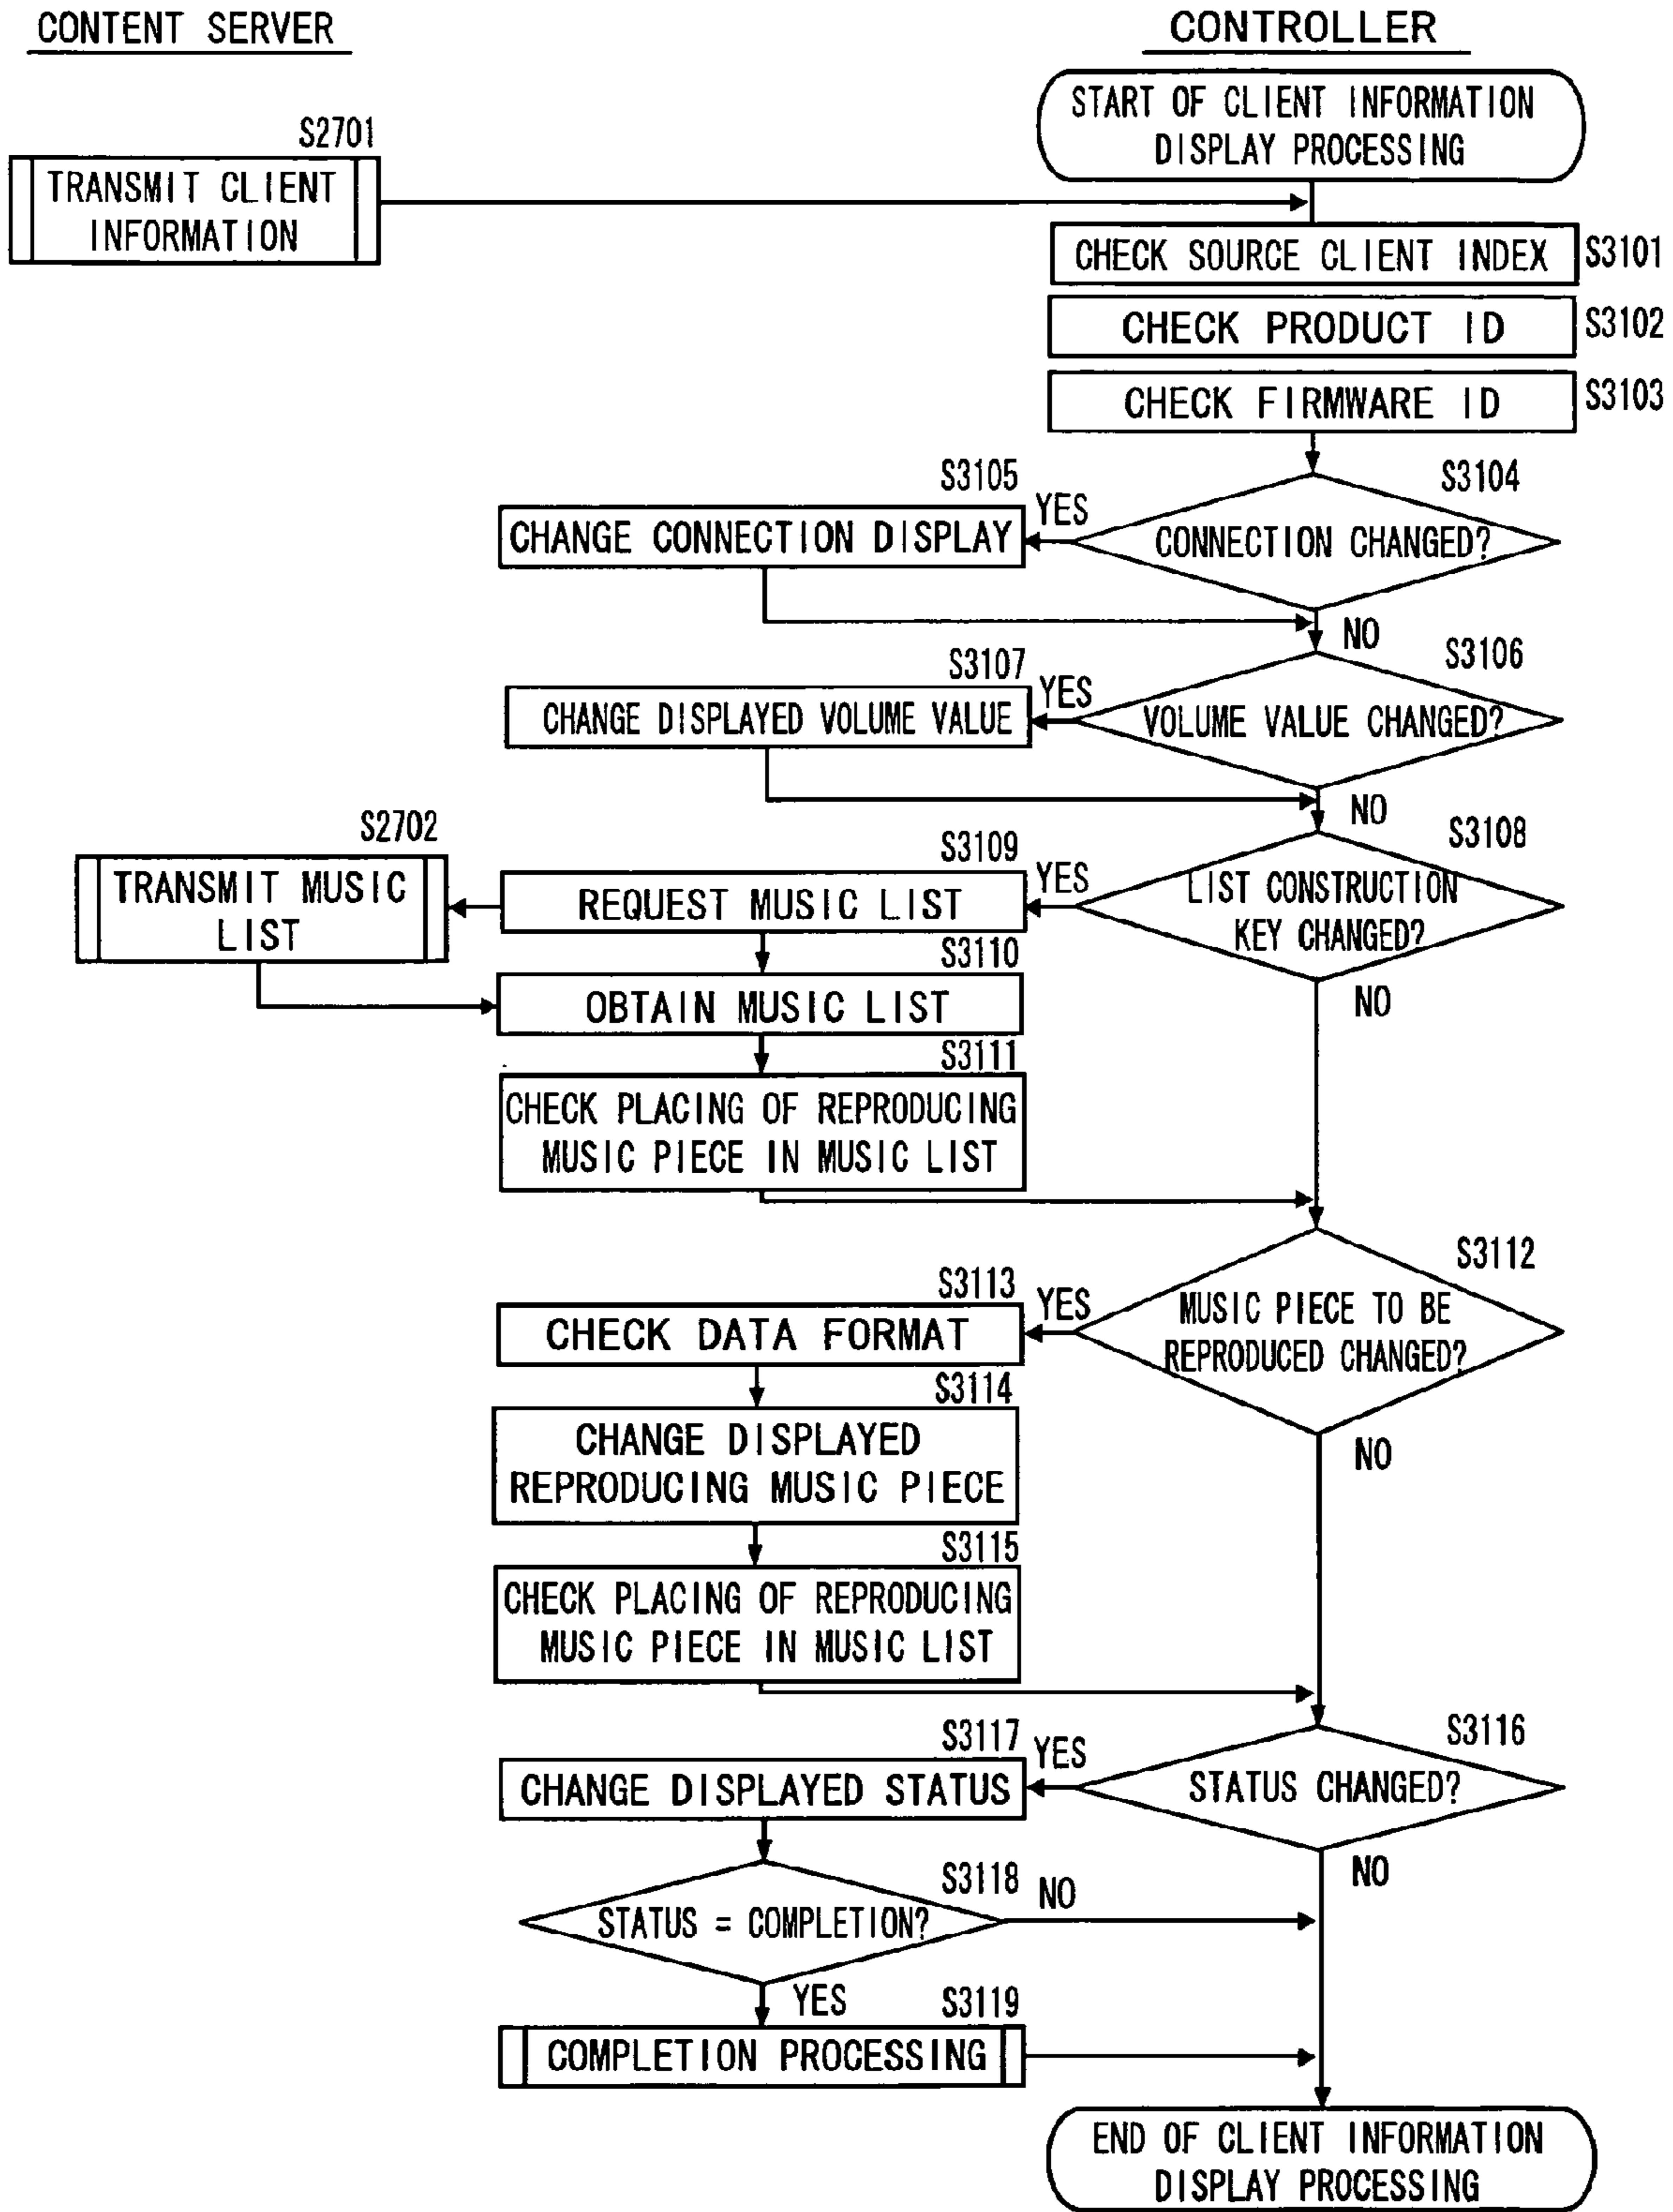 CONTENT SERVER
CONTROLLER
START OF CLIENT INFORMATION
DISPLAY PROCESSING
S2701
TRANSMIT CLIENT
INFORMATION
CHECK SOURCE CLIENT INDEX
S3101
CHECK PRODUCT ID
S3102
CHECK FIRMWARE ID
S3103
S3105
S3104
CHANGE CONNECTION DISPLAY
YES
CONNECTION CHANGED?
NO
S3107
S3106
CHANGE DISPLAYED VOLUME VALUE
YES
VOLUME VALUE CHANGED?
NO
S2702
S3109
S3108
TRANSMIT MUSIC
LIST
REQUEST MUSIC LIST
YES
LIST CONSTRUCTION
KEY CHANGED?
S3110
OBTAIN MUSIC LIST
NO
S3111
CHECK PLACING OF REPRODUCING
MUSIC PIECE IN MUSIC LIST
S3113
S3112
CHECK DATA FORMAT
YES
MUSIC PIECE TO BE
REPRODUCED CHANGED?
S3114
CHANGE DISPLAYED
REPRODUCING MUSIC PIECE
NO
S3115
CHECK PLACING OF REPRODUCING
MUSIC PIECE IN MUSIC LIST
S3117
S3116
CHANGE DISPLAYED STATUS
YES
STATUS CHANGED?
NO
S3118
STATUS = COMPLETION?
NO
YES
S3119
COMPLETION PROCESSING
END OF CLIENT INFORMATION
DISPLAY PROCESSING